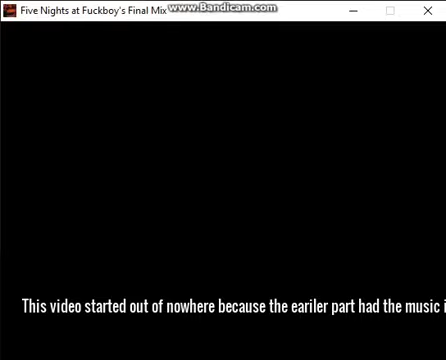 Five Nights at Fuckboy's Final Mix
www.Bandicam.com
This video started out of nowhere because the eariler part had the music i